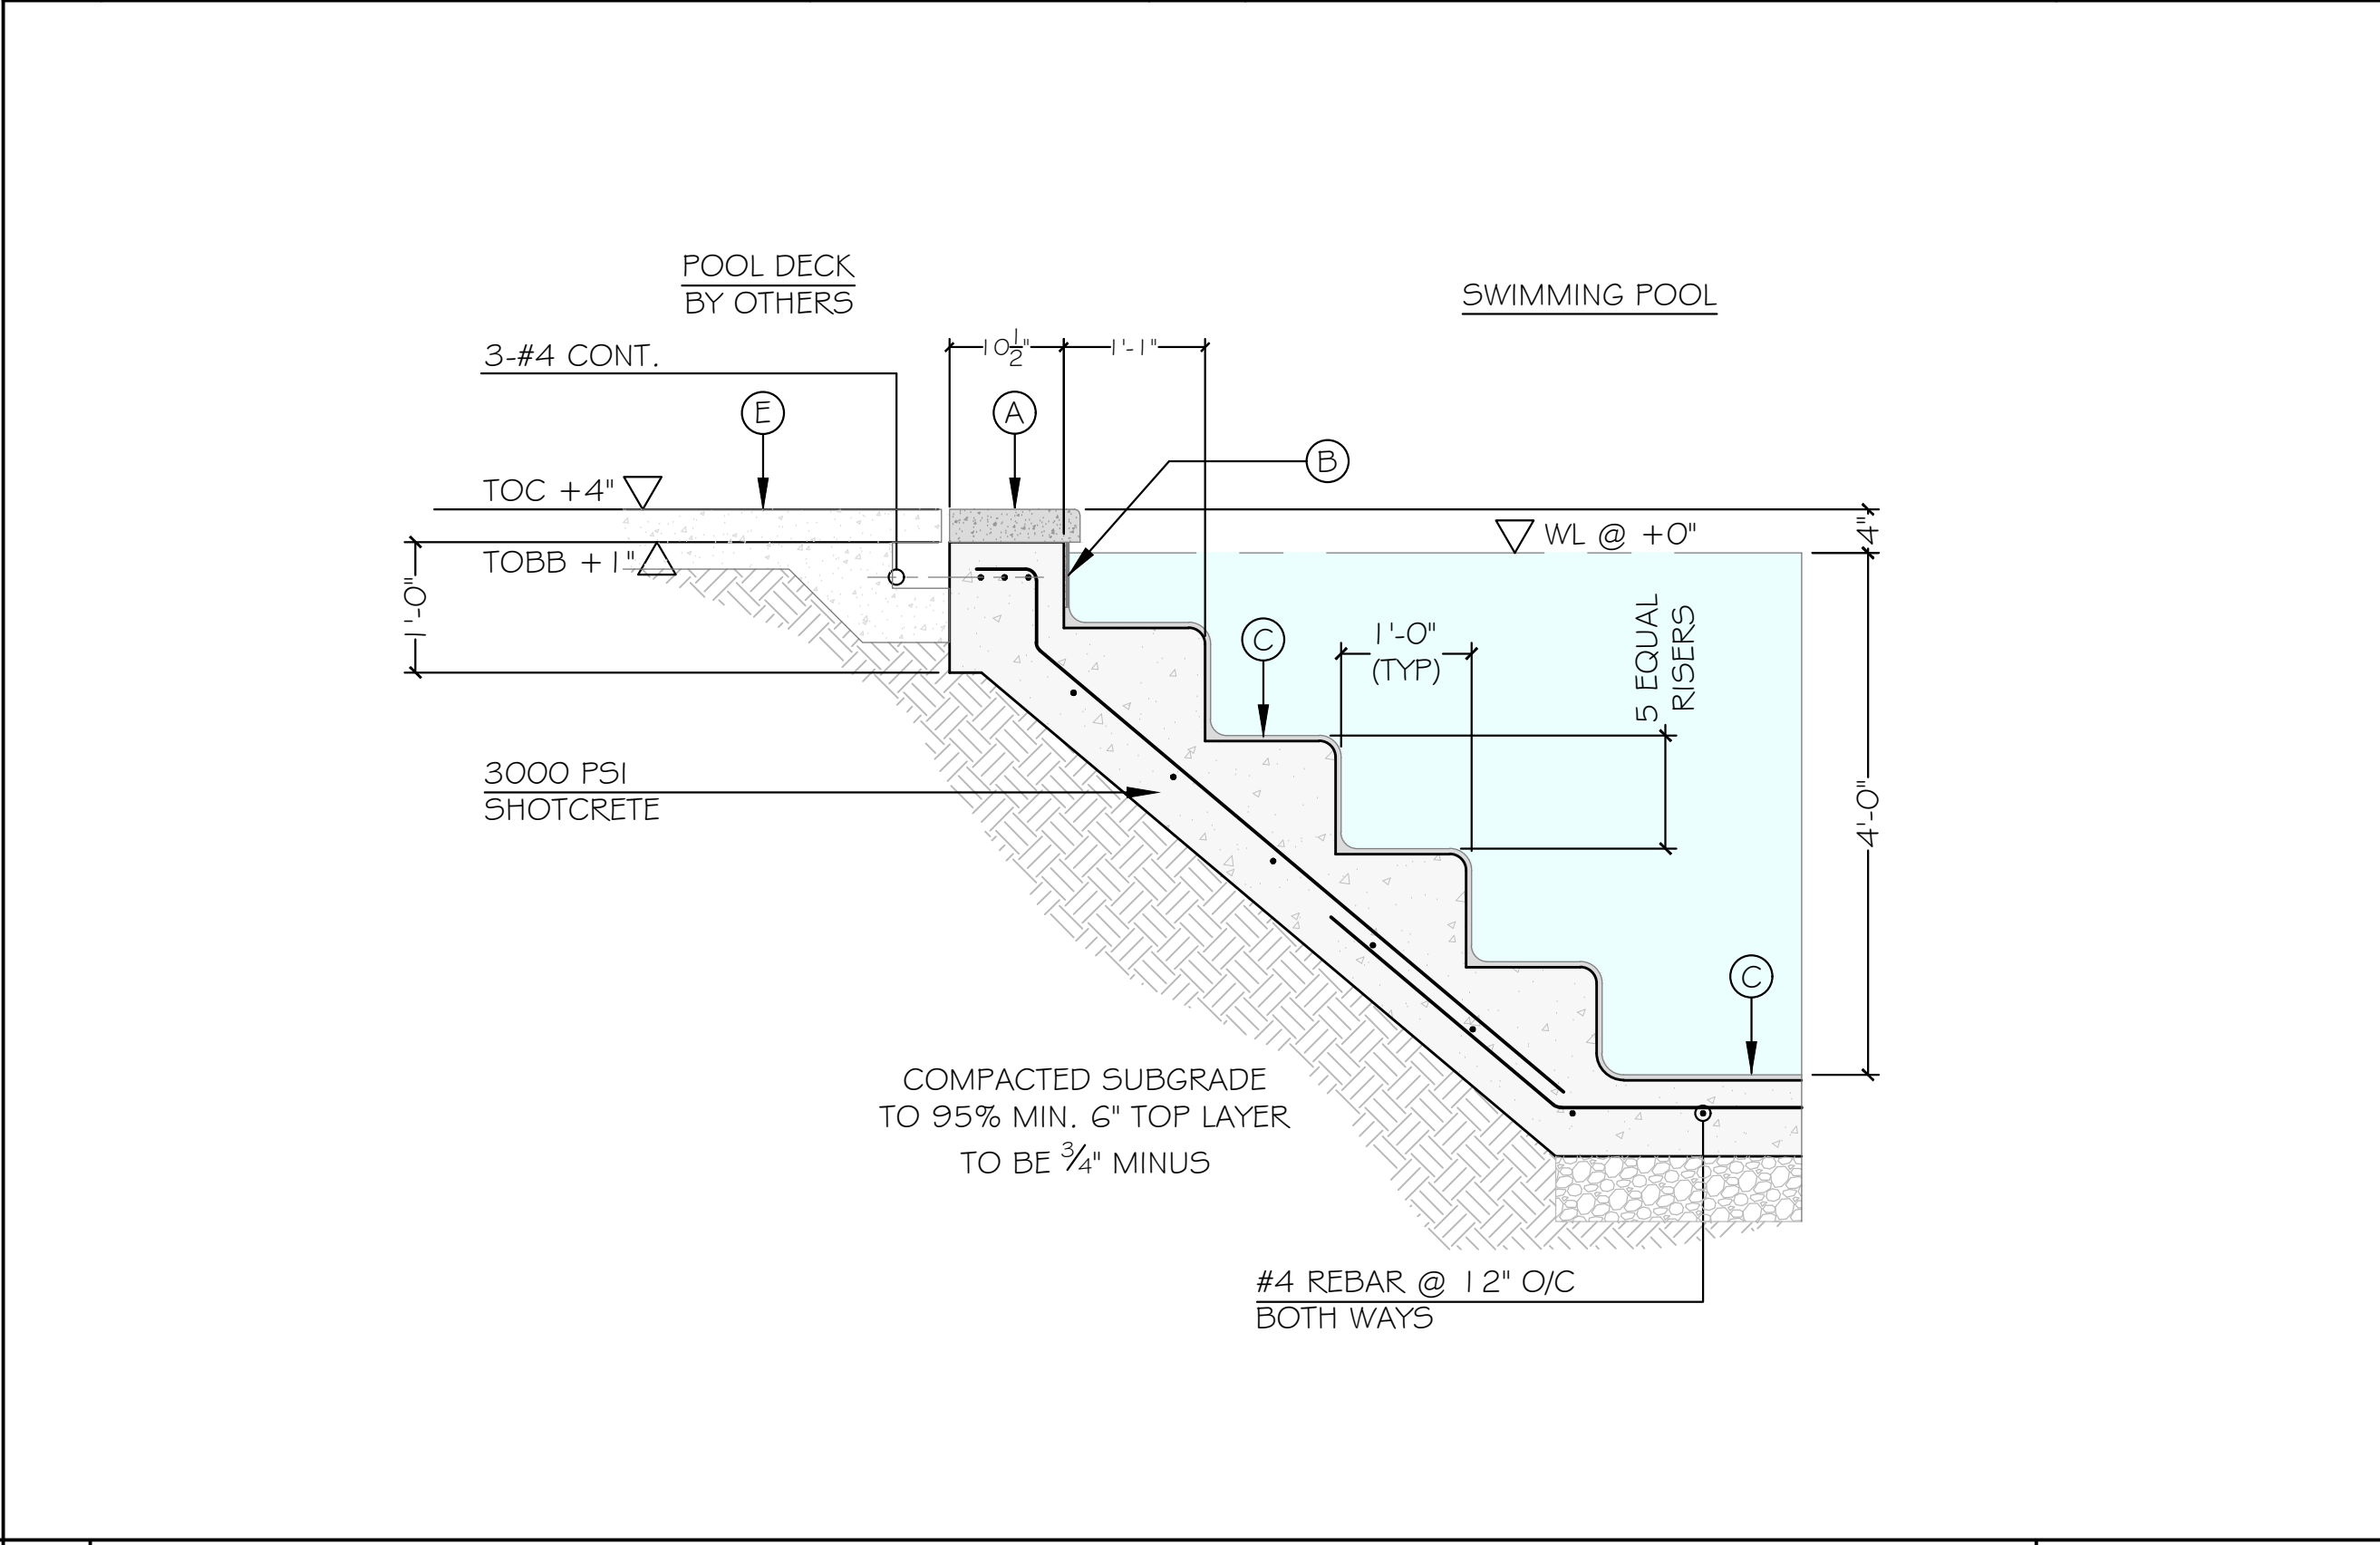 POOL DECK
BY OTHERS
SWIMMING POOL
3-#4 CONT.
10 1/2"
1'-1"
E
A
B
TOC +4"
WL @ +0"
4"
TOBB +1"
1'-0"
C
1'-0"
(TYP)
5 EQUAL
RISERS
3000 PSI
SHOTCRETE
4'-0"
C
COMPACTED SUBGRADE
TO 95% MIN. 6" TOP LAYER
TO BE 3/4" MINUS
#4 REBAR @ 12" O/C
BOTH WAYS